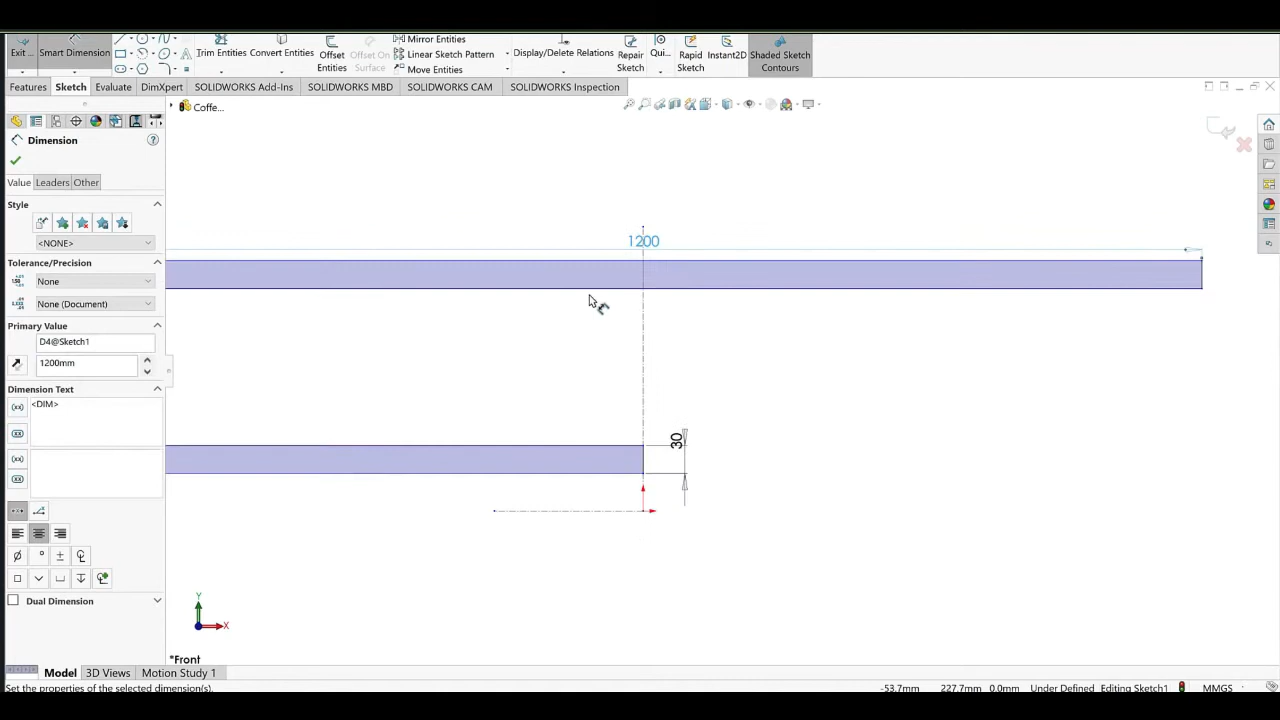 Mirror Entities
Exit ...
Smart Dimension
Trim Entities
Convert Entities
Offset
Entities
Offset On
Surface
Linear Sketch Pattern
Move Entities
Display/Delete Relations
Repair
Sketch
Qui...
Rapid
Sketch
Instant2D
Shaded Sketch
Contours
Features
Sketch
Evaluate
DimXpert
SOLIDWORKS Add-Ins
SOLIDWORKS MBD
SOLIDWORKS CAM
SOLIDWORKS Inspection
Coffe...
Dimension
Value
Leaders
Other
Style
<NONE>
Tolerance/Precision
None
None (Document)
Primary Value
D4@Sketch1
1200mm
Dimension Text
<DIM>
Dual Dimension
1200
30
Y
X
*Front
Model
3D Views
Motion Study 1
Set the properties of the selected dimension(s).
-53.7mm
227.7mm
0.0mm
Under Defined
Editing Sketch1
MMGS